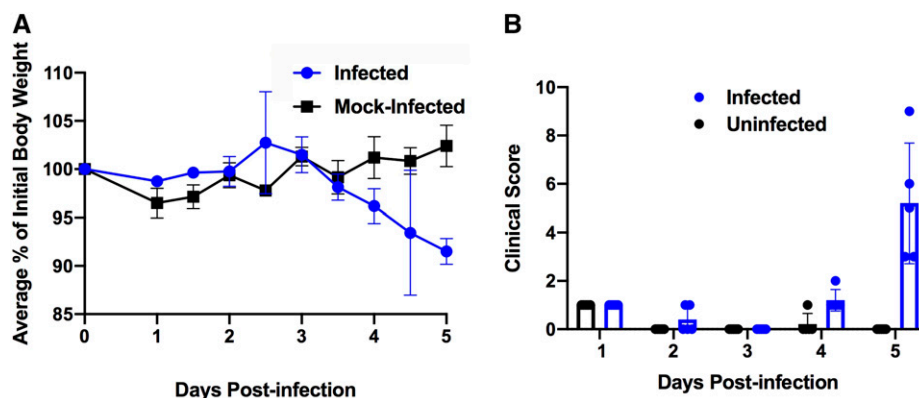 A
Average % of Initial Body Weight
110
105
100
95
90
85
0 1 2 3 4 5
Days Post-infection
Infected
Mock-Infected
B
Clinical Score
10
8
6
4
2
0
1 2 3 4 5
Days Post-infection
Infected
Uninfected